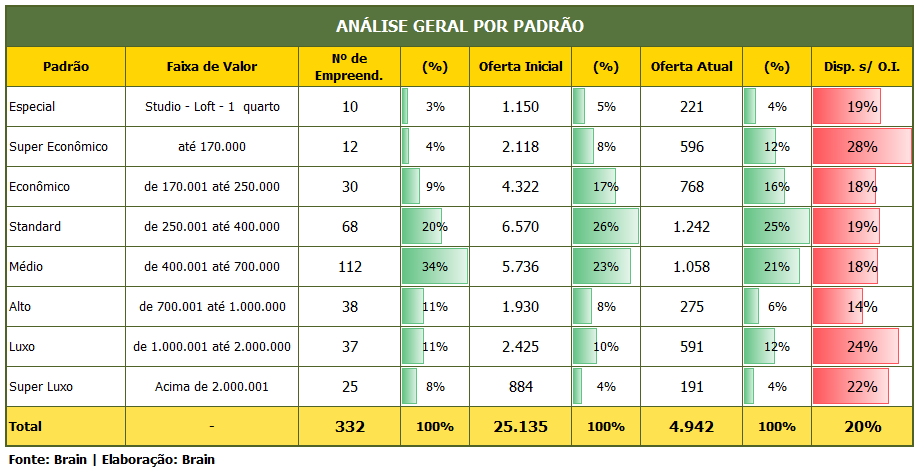 ANÁLISE GERAL POR PADRÃO
Padrão Faixa de Valor Nº de Empreend. (%) Oferta Inicial (%) Oferta Atual (%) Disp. s/ O.I.
Especial Studio - Loft - 1 quarto 10 3% 1.150 5% 221 4% 19%
Super Econômico até 170.000 12 4% 2.118 8% 596 12% 28%
Econômico de 170.001 até 250.000 30 9% 4.322 17% 768 16% 18%
Standard de 250.001 até 400.000 68 20% 6.570 26% 1.242 25% 19%
Médio de 400.001 até 700.000 112 34% 5.736 23% 1.058 21% 18%
Alto de 700.001 até 1.000.000 38 11% 1.930 8% 275 6% 14%
Luxo de 1.000.001 até 2.000.000 37 11% 2.425 10% 591 12% 24%
Super Luxo Acima de 2.000.001 25 8% 884 4% 191 4% 22%
Total - 332 100% 25.135 100% 4.942 100% 20%
Fonte: Brain | Elaboração: Brain